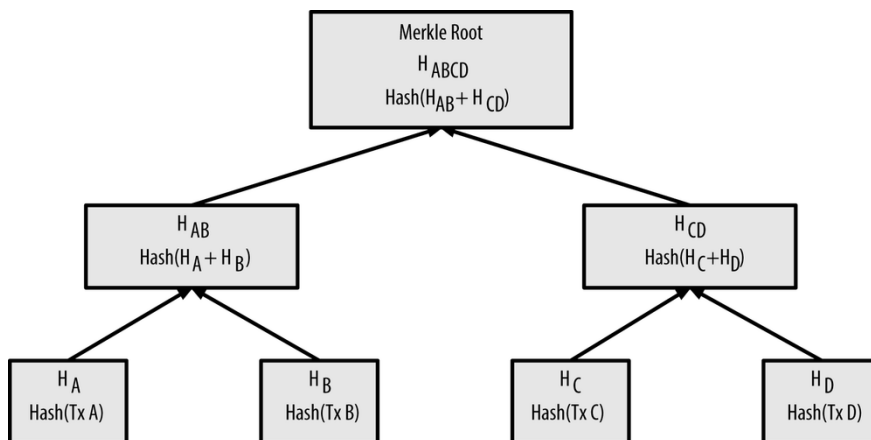 Merkle Root
H ABCD
Hash(H AB + H CD)
H AB
Hash(H A + H B)
H CD
Hash(H C+H D)
H A
Hash(Tx A)
H B
Hash(Tx B)
H C
Hash(Tx C)
H D
Hash(Tx D)